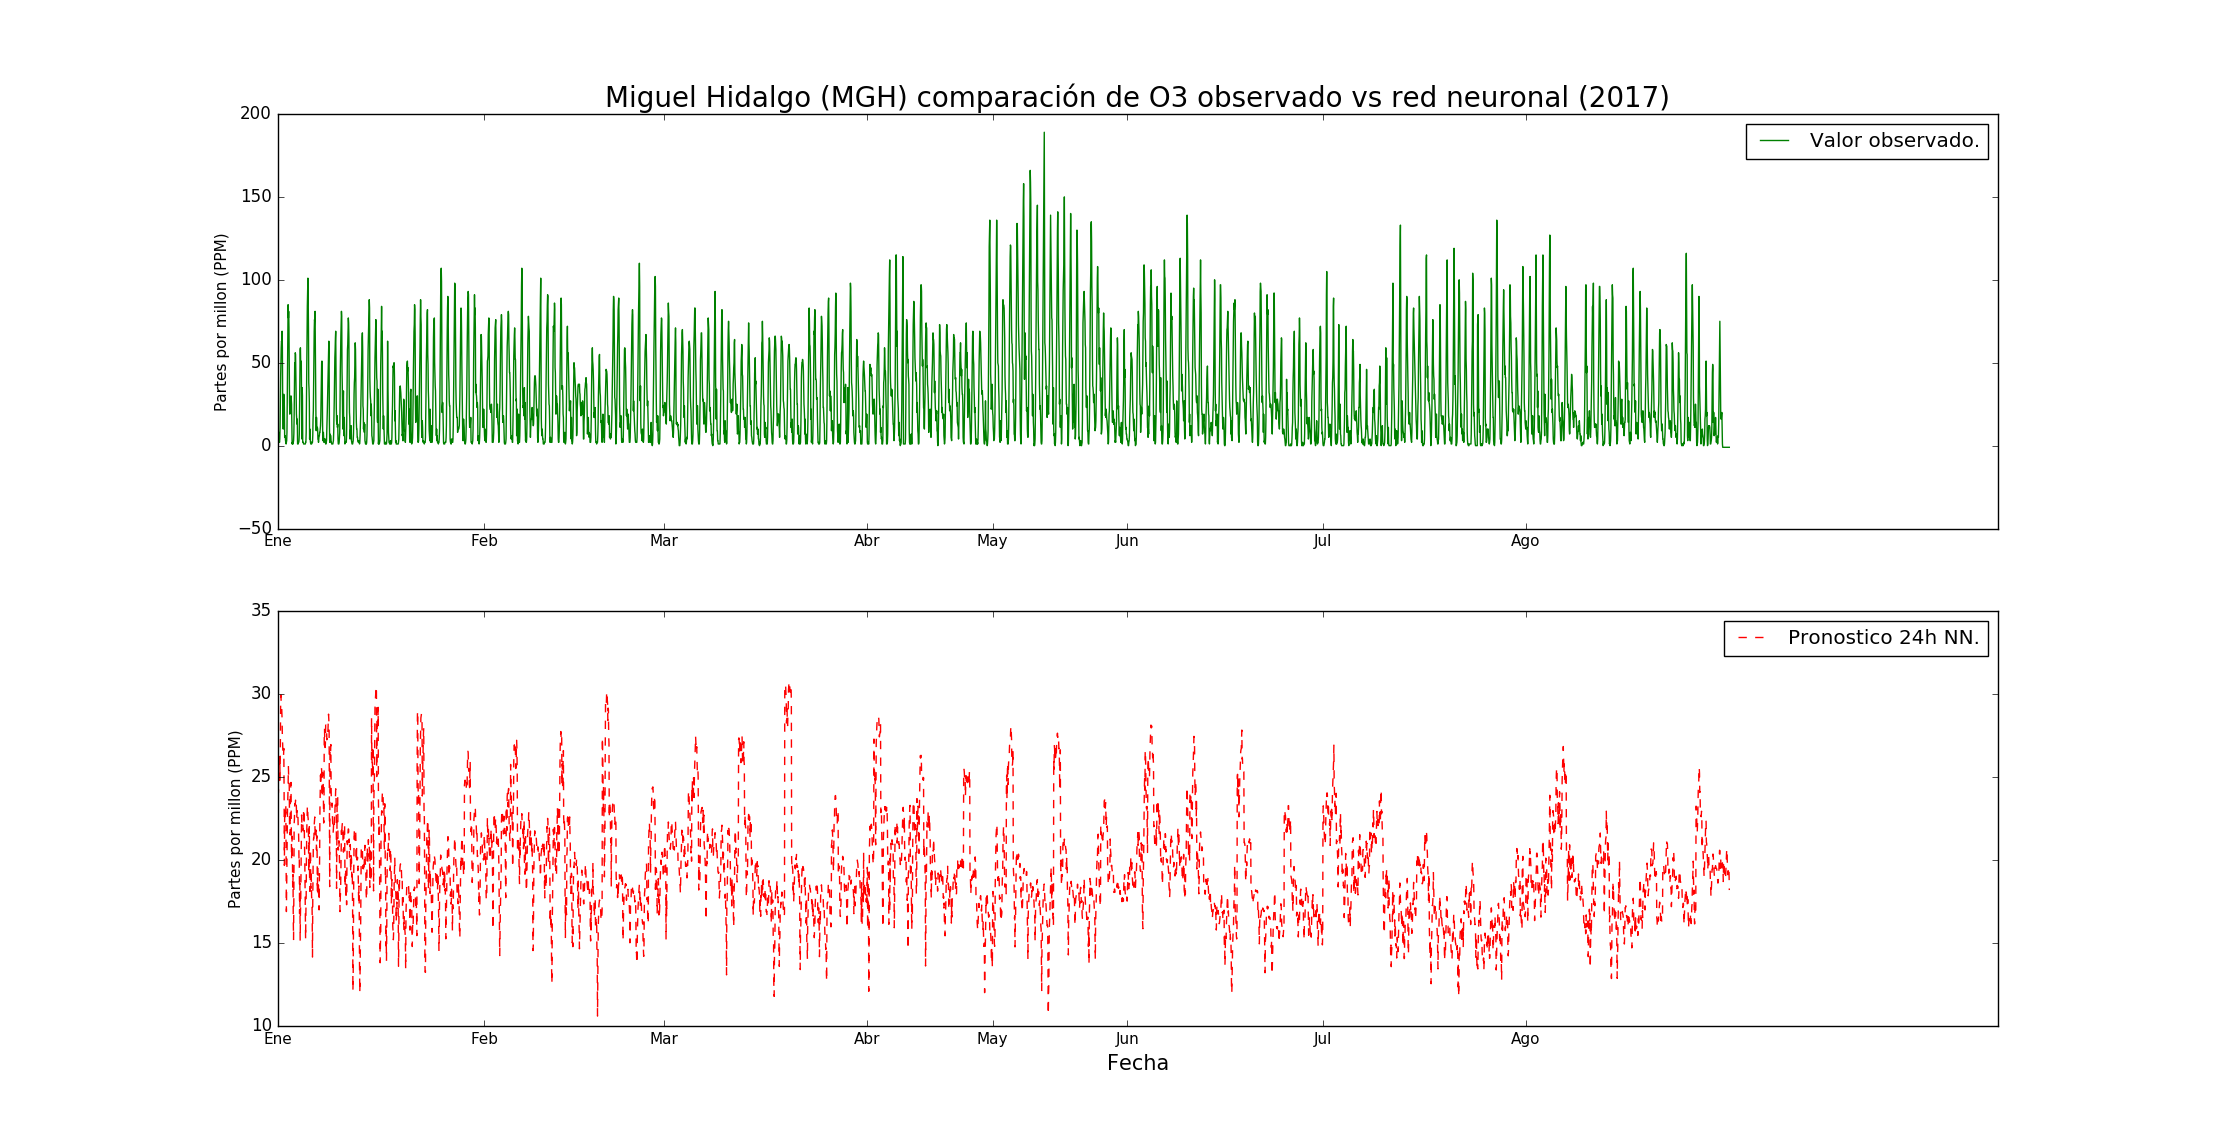 Miguel Hidalgo (MGH) comparación de O3 observado vs red neuronal (2017)
200
150
100
50
0
−50
Partes por millon (PPM)
Valor observado.
Ene Feb Mar Abr May Jun Jul Ago
35
30
25
20
15
10
Partes por millon (PPM)
Pronostico 24h NN.
Ene Feb Mar Abr May Jun Jul Ago
Fecha